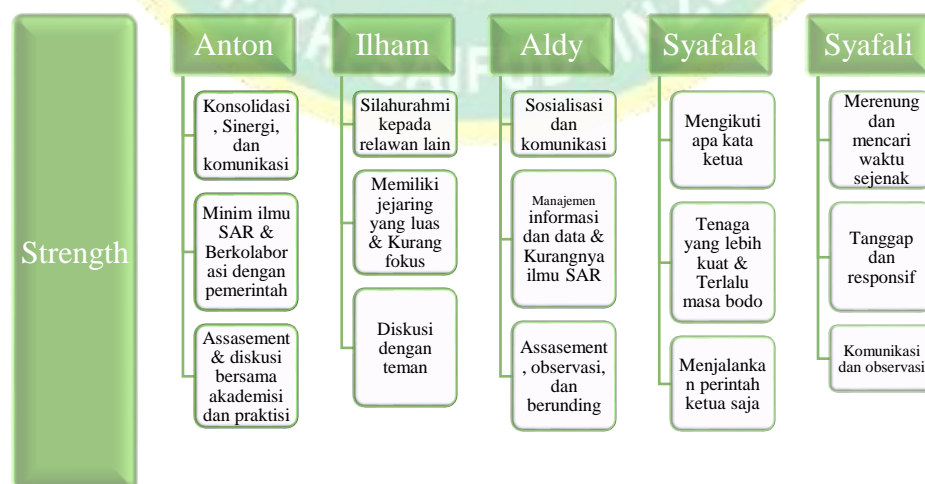 Strength
Anton
Konsolidasi
, Sinergi,
dan
komunikasi
Minim ilmu
SAR &
Berkolabor
asi dengan
pemerintah
Assasement
& diskusi
bersama
akademisi
dan praktisi
Ilham
Silahurahmi
kepada
relawan lain
Memiliki
jejaring
yang luas
& Kurang
fokus
Diskusi
dengan
teman
Aldy
Sosialisasi
dan
komunikasi
Manajemen
informasi
dan data &
Kurangnya
ilmu SAR
Assasement
, observasi,
dan
berunding
Syafala
Mengikuti
apa kata
ketua
Tenaga
yang lebih
kuat &
Terlalu
masa bodo
Menjalanka
n perintah
ketua saja
Syafali
Merenung
dan
mencari
waktu
sejenak
Tanggap
dan
responsif
Komunikasi
dan observasi